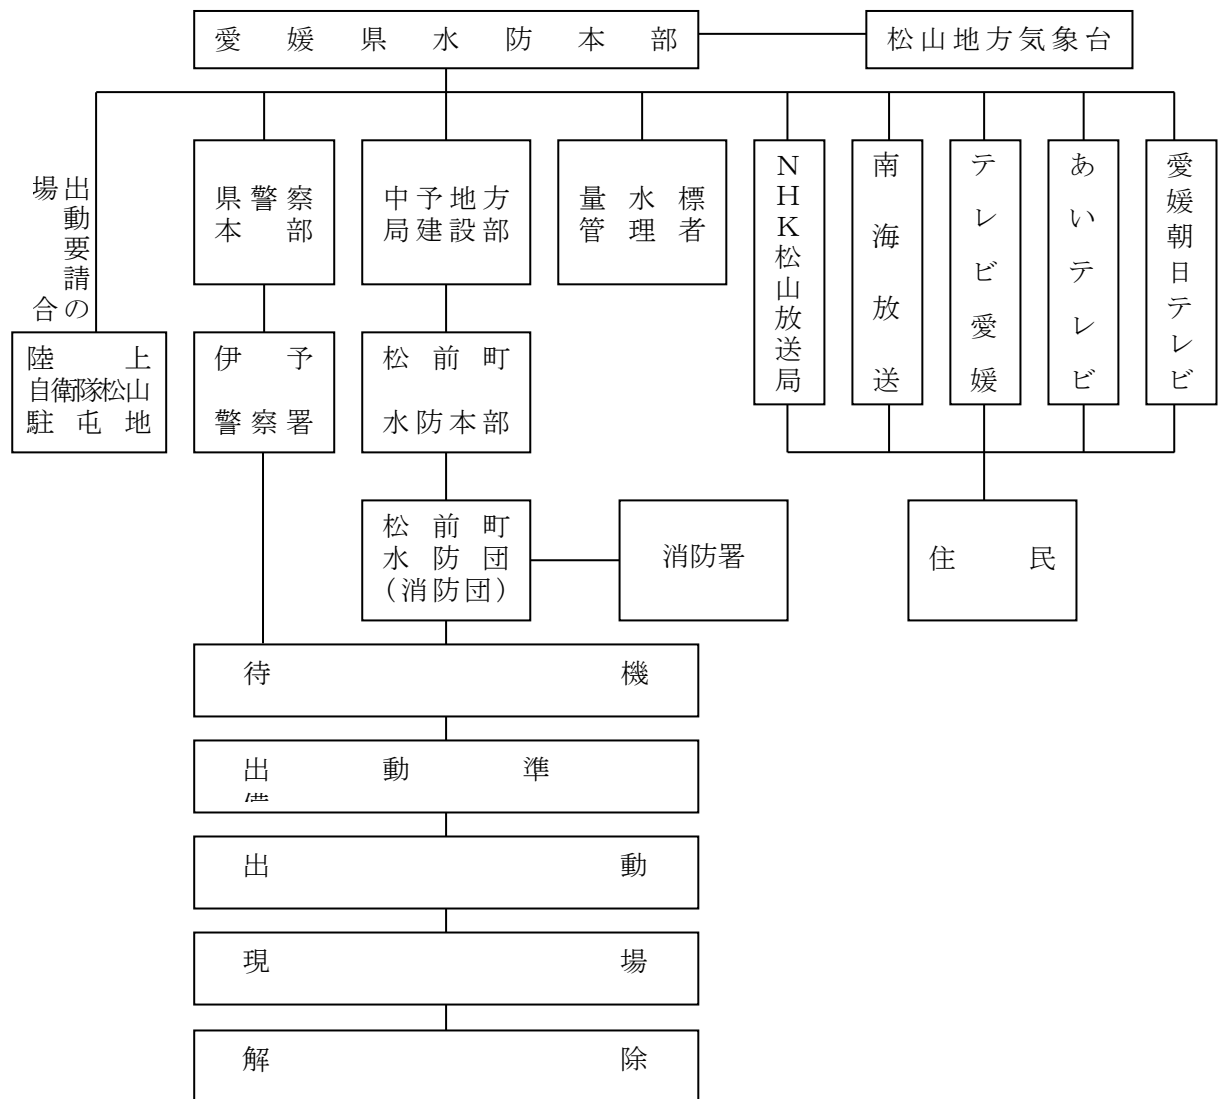 愛媛県水防本部
松山地方気象台
出動要請の
場合
県警察
本部
中予地方
局建設部
量水標
管理者
NHK松山放送局
南海放送
テレビ愛媛
あいテレビ
愛媛朝日テレビ
陸上
自衛隊松山
駐屯地
伊予
警察署
松前町
水防本部
松前町
水防団
（消防団）
消防署
住民
待機
出動準
備
出動
現場
解除